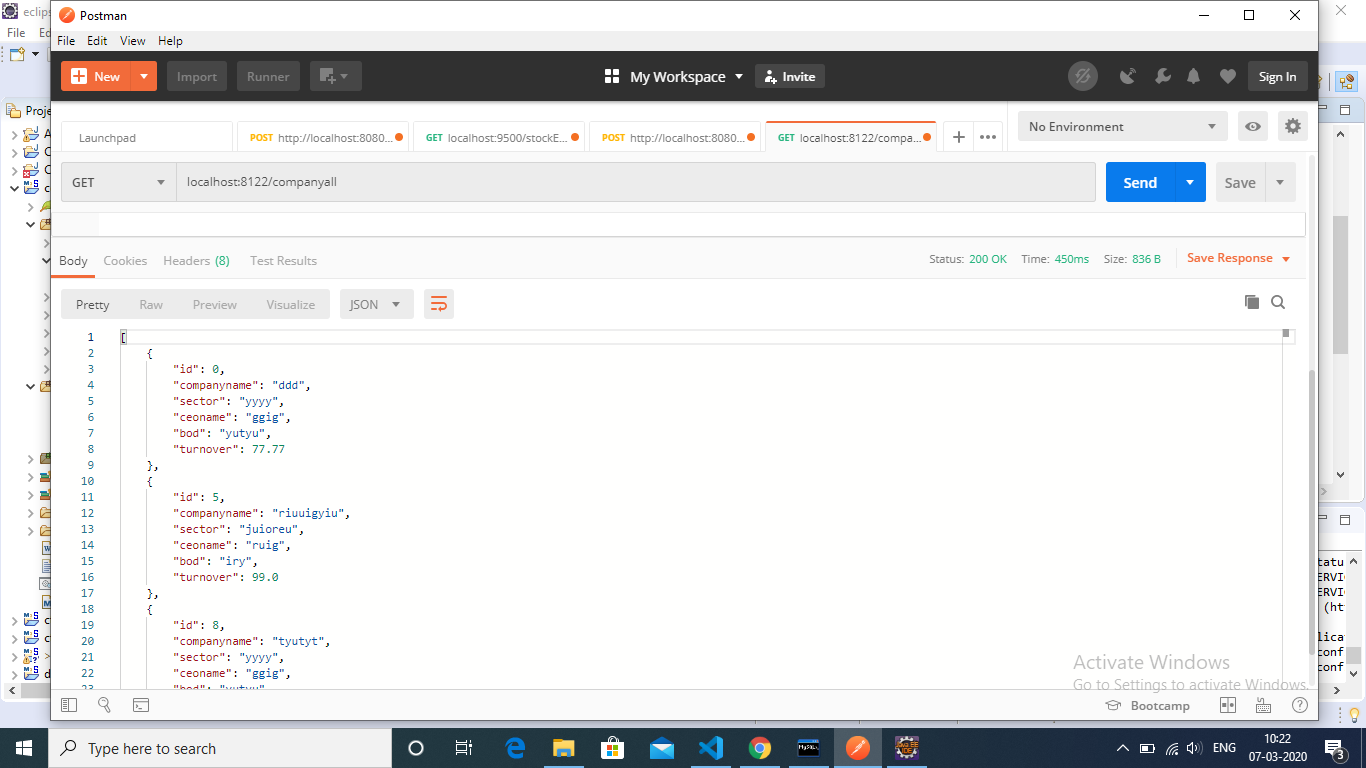 eclips
Postman
File Ed
File Edit View Help
New Import Runner My Workspace Invite Sign In
Proje
Launchpad POST http://localhost:8080... GET localhost:9500/stockE... POST http://localhost:8080... GET localhost:8122/compa... No Environment
GET localhost:8122/companyall Send Save
Body Cookies Headers (8) Test Results Status: 200 OK Time: 450ms Size: 836 B Save Response
Pretty Raw Preview Visualize JSON
1 [
2 {
3 "id": 0,
4 "companyname": "ddd",
5 "sector": "yyyy",
6 "ceoname": "ggig",
7 "bod": "yutyu",
8 "turnover": 77.77
9 },
10 {
11 "id": 5,
12 "companyname": "riuuigyiu",
13 "sector": "juioreu",
14 "ceoname": "ruig",
15 "bod": "iry",
16 "turnover": 99.0
17 },
18 {
19 "id": 8,
20 "companyname": "tyutyt",
21 "sector": "yyyy",
22 "ceoname": "ggig",
23 "bod": "yutyu"
tatus
ERVIC
ERVIC
(ht
licat
conf
conf
Activate Windows
Go to Settings to activate Windows.
Bootcamp
Type here to search ENG 10:22
07-03-2020 3